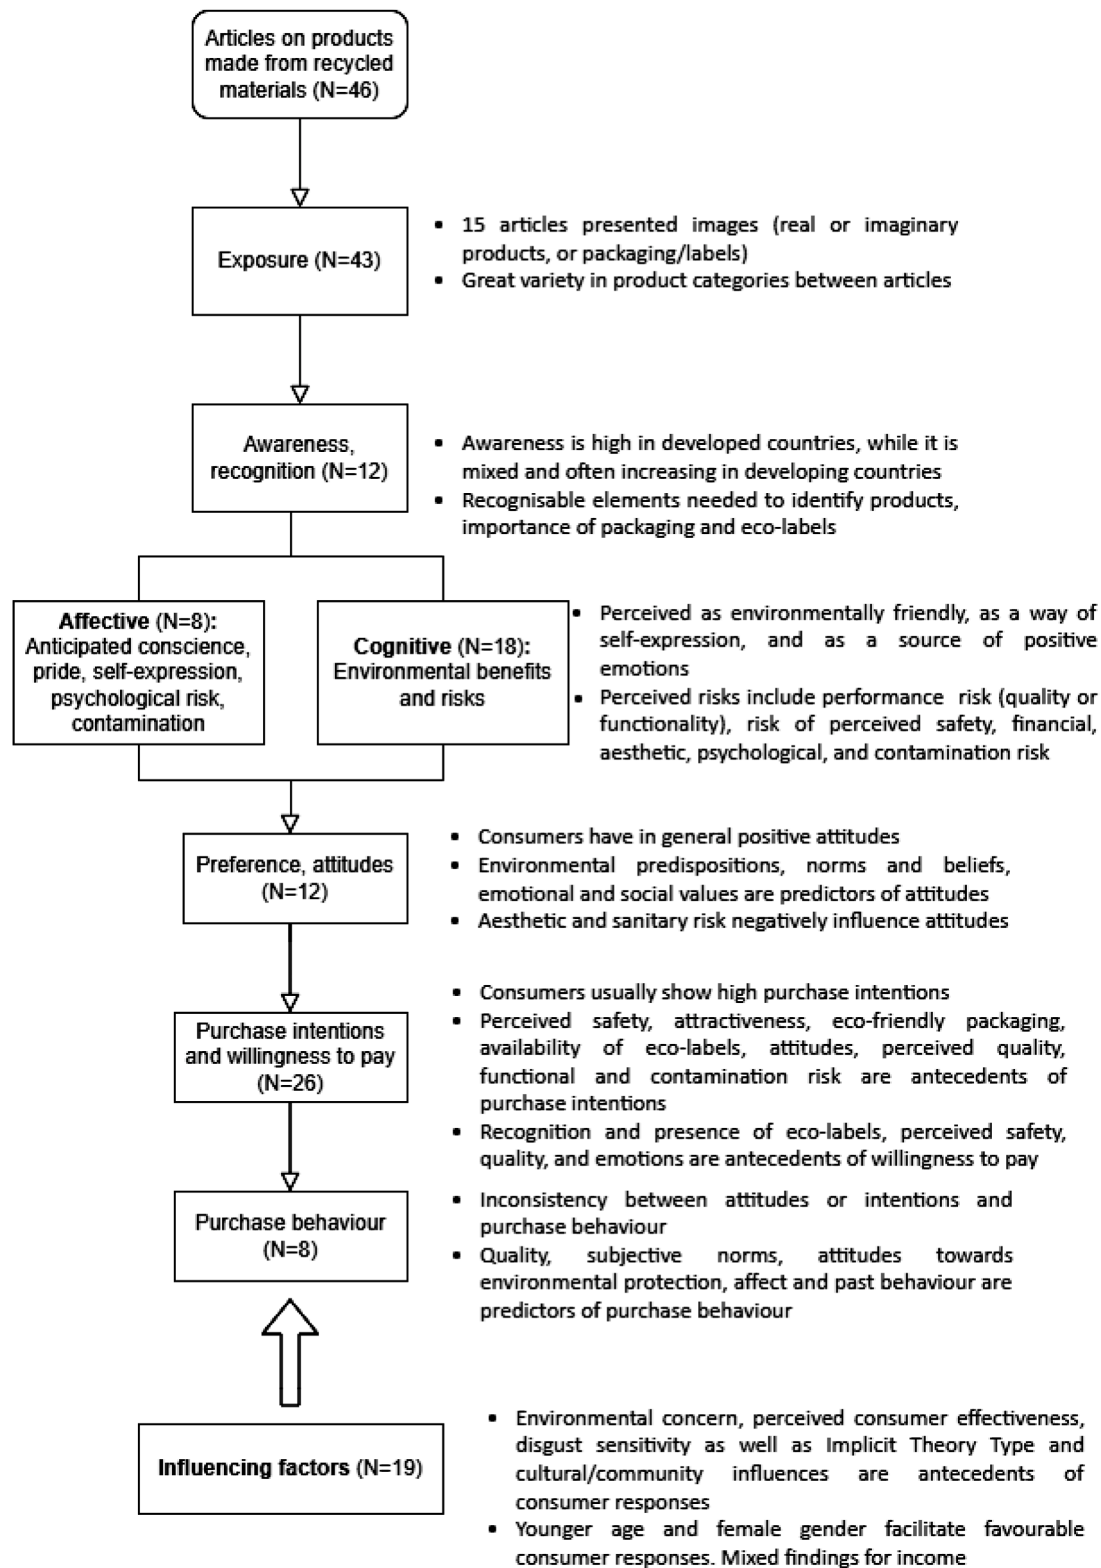 Articles on products
made from recycled
materials (N=46)
Exposure (N=43)
• 15 articles presented images (real or imaginary
products, or packaging/labels)
• Great variety in product categories between articles
Awareness,
recognition (N=12)
• Awareness is high in developed countries, while it is
mixed and often increasing in developing countries
• Recognisable elements needed to identify products,
importance of packaging and eco-labels
Affective (N=8):
Anticipated conscience,
pride, self-expression,
psychological risk,
contamination
Cognitive (N=18):
Environmental benefits
and risks
• Perceived as environmentally friendly, as a way of
self-expression, and as a source of positive
emotions
• Perceived risks include performance risk (quality or
functionality), risk of perceived safety, financial,
aesthetic, psychological, and contamination risk
Preference, attitudes
(N=12)
• Consumers have in general positive attitudes
• Environmental predispositions, norms and beliefs,
emotional and social values are predictors of attitudes
• Aesthetic and sanitary risk negatively influence attitudes
Purchase intentions
and willingness to pay
(N=26)
• Consumers usually show high purchase intentions
• Perceived safety, attractiveness, eco-friendly packaging,
availability of eco-labels, attitudes, perceived quality,
functional and contamination risk are antecedents of
purchase intentions
• Recognition and presence of eco-labels, perceived safety,
quality, and emotions are antecedents of willingness to pay
Purchase behaviour
(N=8)
• Inconsistency between attitudes or intentions and
purchase behaviour
• Quality, subjective norms, attitudes towards
environmental protection, affect and past behaviour are
predictors of purchase behaviour
Influencing factors (N=19)
• Environmental concern, perceived consumer effectiveness,
disgust sensitivity as well as Implicit Theory Type and
cultural/community influences are antecedents of
consumer responses
• Younger age and female gender facilitate favourable
consumer responses. Mixed findings for income